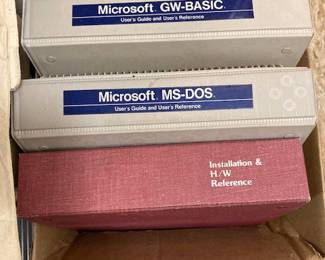 Microsoft. GW-BASIC.
User's Guide and User's Reference
Microsoft. MS-DOS.
User's Guide and User's Reference
Installation &
H/W
Reference